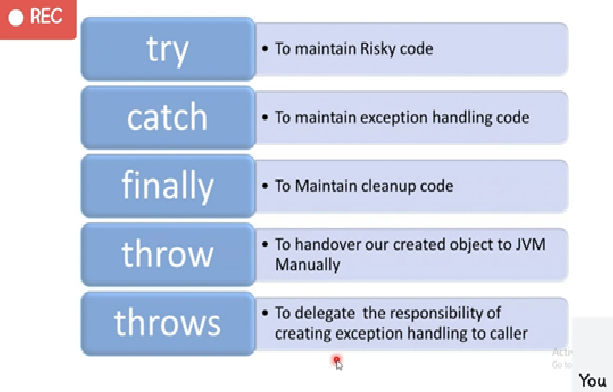 REC
try
• To maintain Risky code
catch
• To maintain exception handling code
finally
• To Maintain cleanup code
throw
• To handover our created object to JVM
Manually
throws
• To delegate the responsibility of
creating exception handling to caller
Go to
You